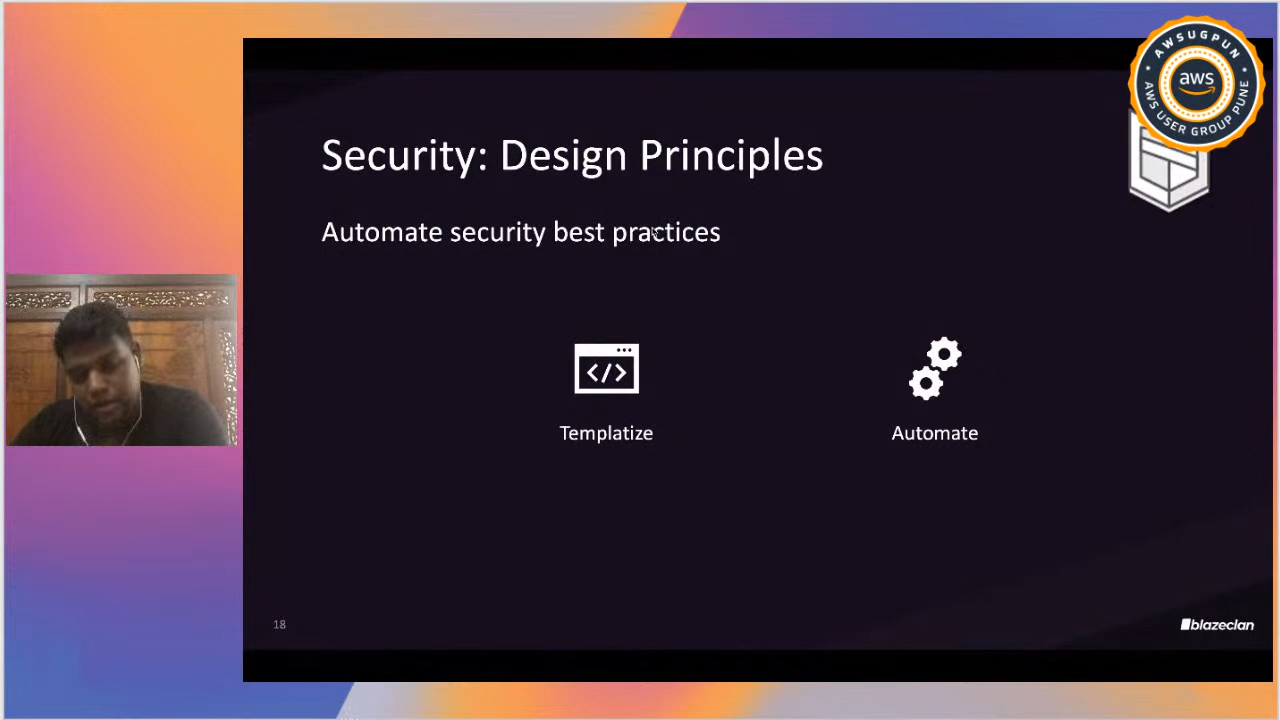 AWSUGPUN
aws
AWS USER GROUP PUNE
Security: Design Principles
Automate security best practices
</>
Templatize
Automate
18
blazeclan